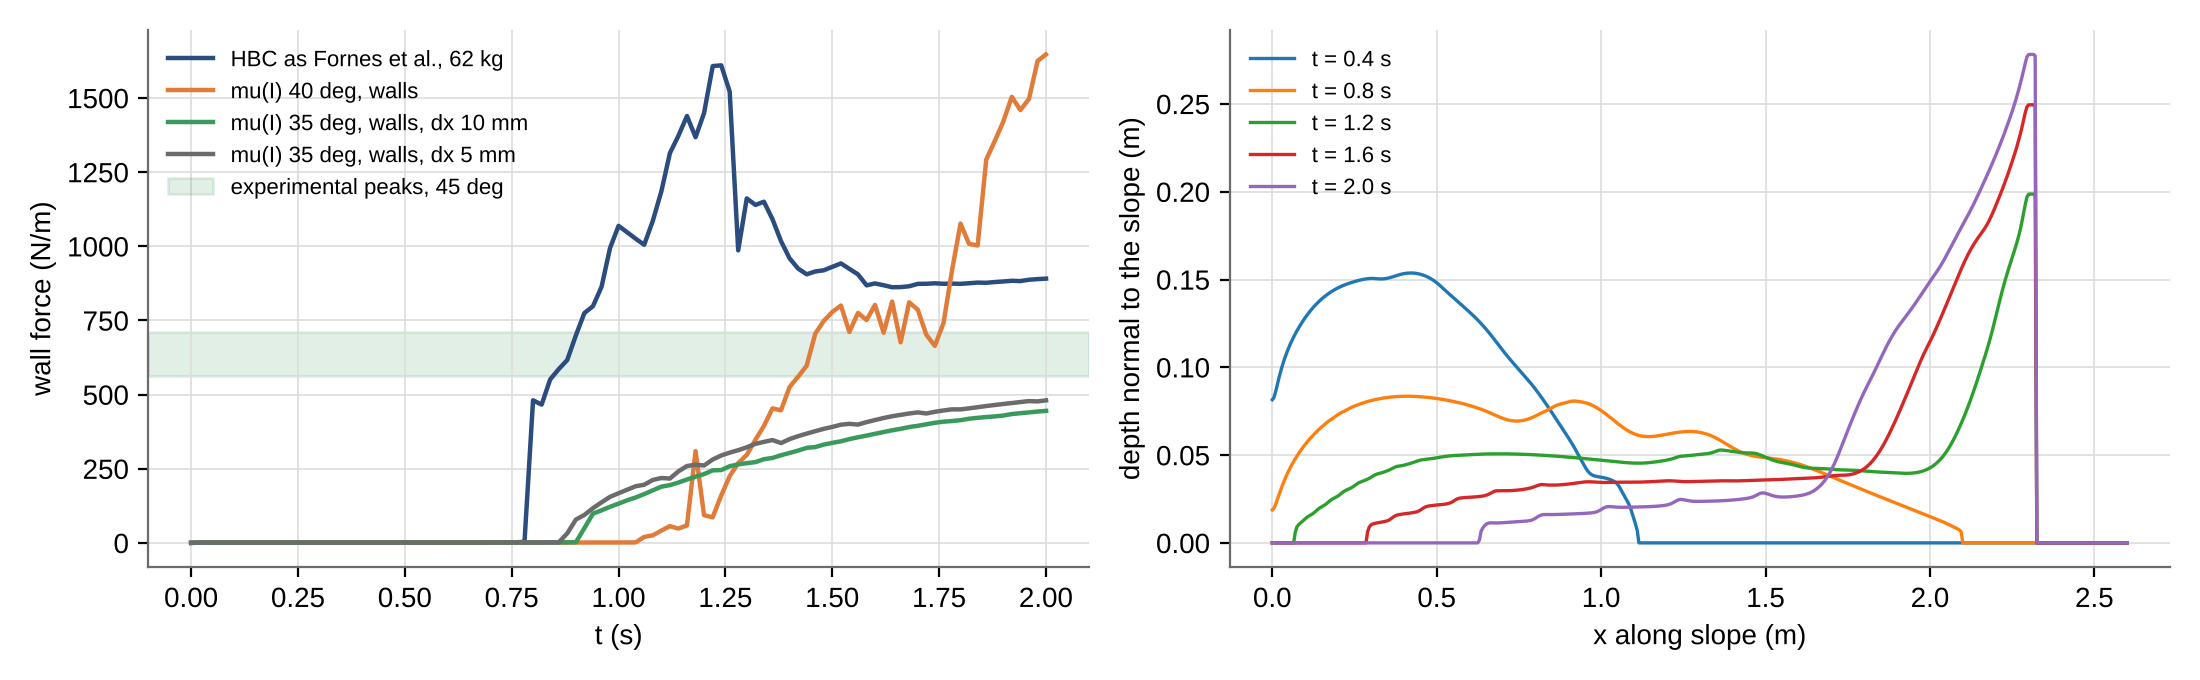 HBC as Fornes et al., 62 kg
mu(I) 40 deg, walls
mu(I) 35 deg, walls, dx 10 mm
mu(I) 35 deg, walls, dx 5 mm
experimental peaks, 45 deg
wall force (N/m)
1500
1250
1000
750
500
250
0
0.00 0.25 0.50 0.75 1.00 1.25 1.50 1.75 2.00
t (s)
t = 0.4 s
t = 0.8 s
t = 1.2 s
t = 1.6 s
t = 2.0 s
depth normal to the slope (m)
0.25
0.20
0.15
0.10
0.05
0.00
0.0 0.5 1.0 1.5 2.0 2.5
x along slope (m)